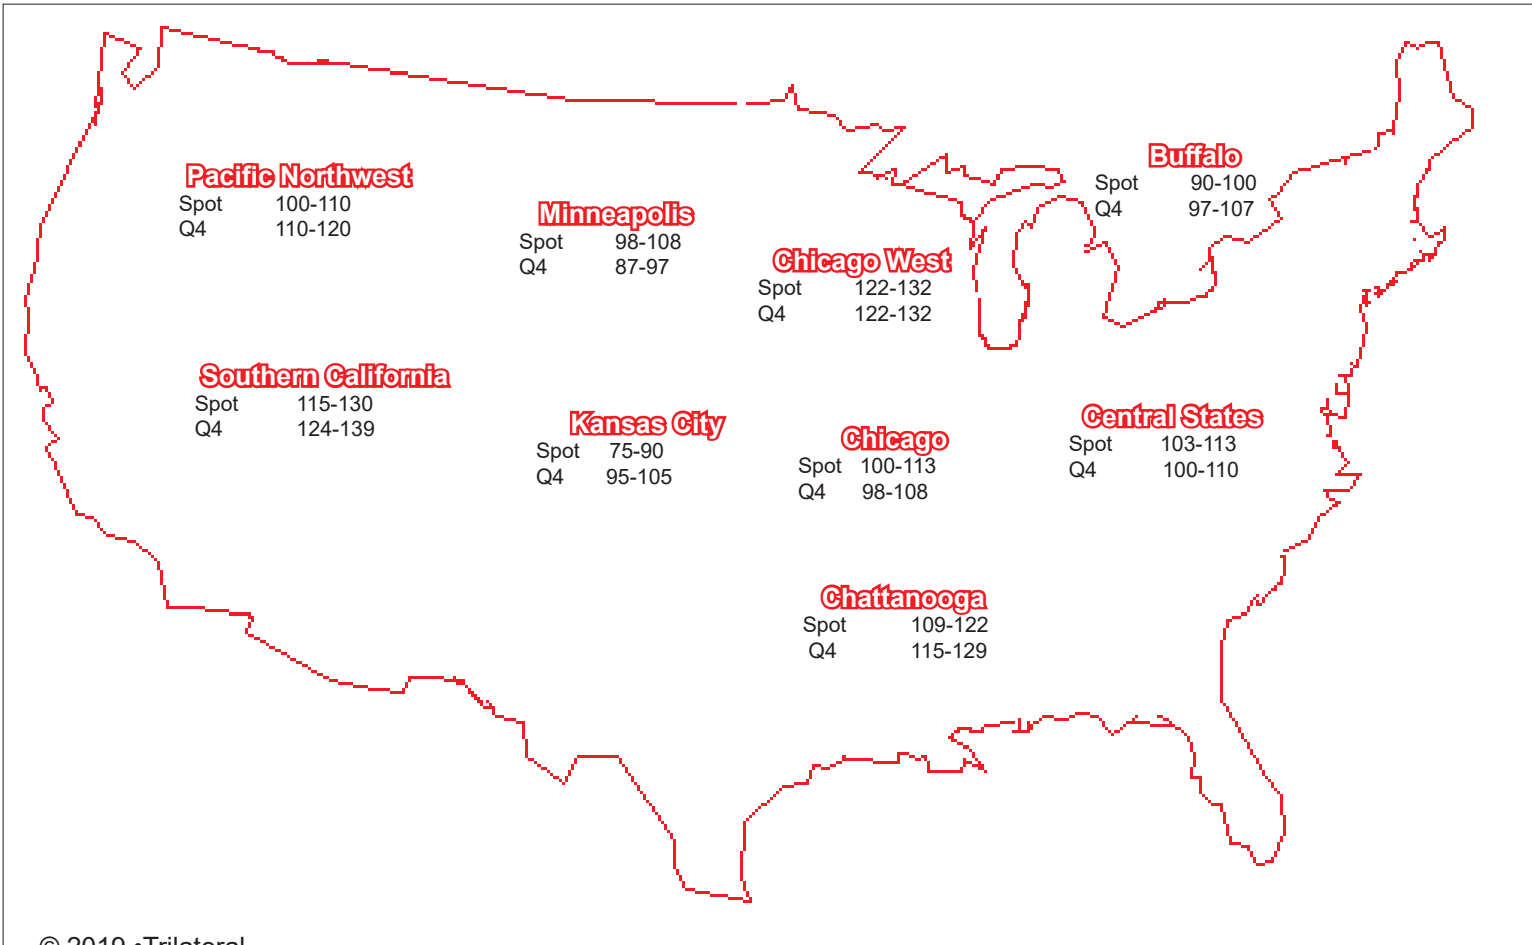 Pacific Northwest
Spot 100-110
Q4 110-120
Minneapolis
Spot 98-108
Q4 87-97
Chicago West
Spot 122-132
Q4 122-132
Buffalo
Spot 90-100
Q4 97-107
Southern California
Spot 115-130
Q4 124-139
Kansas City
Spot 75-90
Q4 95-105
Chicago
Spot 100-113
Q4 98-108
Central States
Spot 103-113
Q4 100-110
Chattanooga
Spot 109-122
Q4 115-129
© 2019 •Trilateral